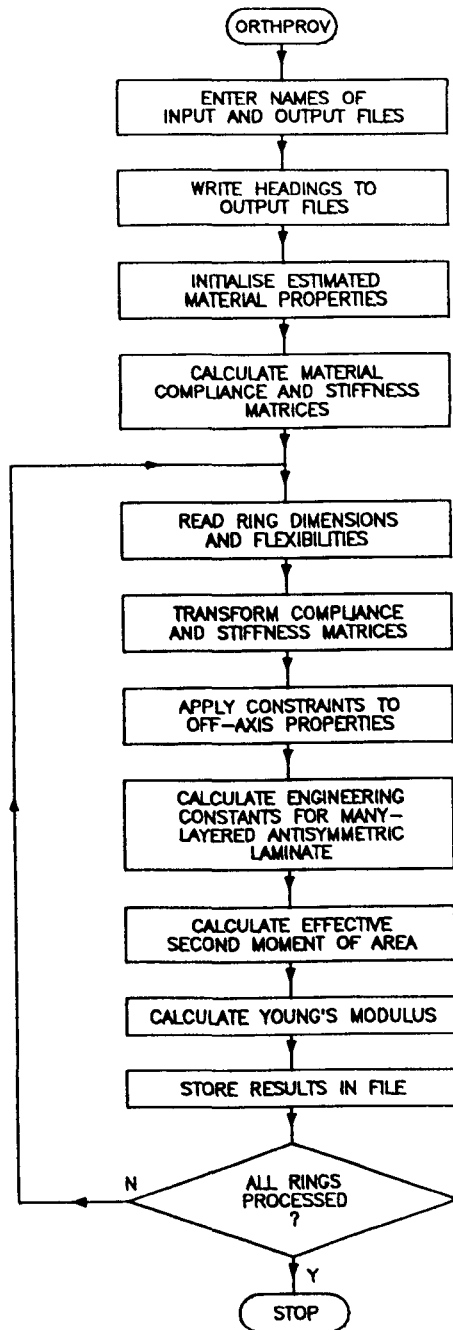 ORTHPROV
ENTER NAMES OF
INPUT AND OUTPUT FILES
WRITE HEADINGS TO
OUTPUT FILES
INITIALISE ESTIMATED
MATERIAL PROPERTIES
CALCULATE MATERIAL
COMPLIANCE AND STIFFNESS
MATRICES
READ RING DIMENSIONS
AND FLEXIBILITIES
TRANSFORM COMPLIANCE
AND STIFFNESS MATRICES
APPLY CONSTRAINTS TO
OFF-AXIS PROPERTIES
CALCULATE ENGINEERING
CONSTANTS FOR MANY-
LAYERED ANTISYMMETRIC
LAMINATE
CALCULATE EFFECTIVE
SECOND MOMENT OF AREA
CALCULATE YOUNG'S MODULUS
STORE RESULTS IN FILE
N
ALL RINGS
PROCESSED
?
Y
STOP